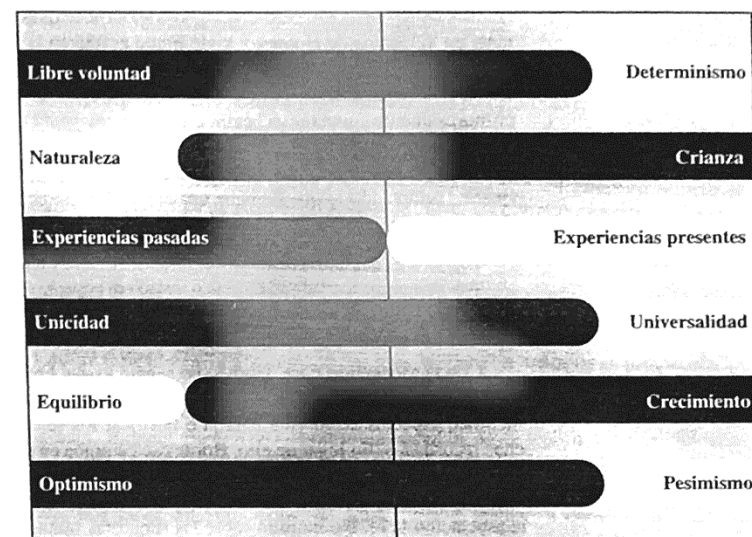 Libre voluntad Determinismo
Naturaleza Crianza
Experiencias pasadas Experiencias presentes
Unicidad Universalidad
Equilibrio Crecimiento
Optimismo Pesimismo